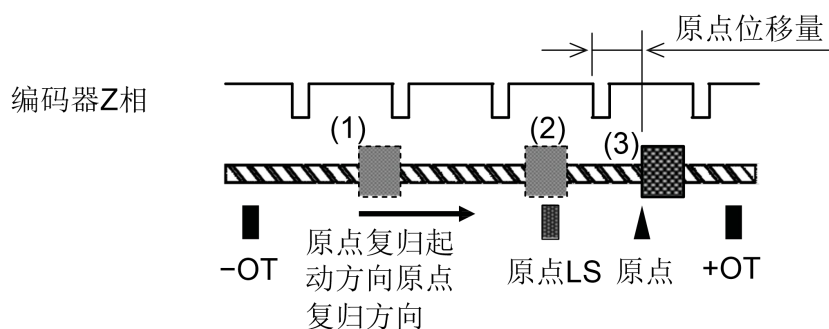 原点位移量
编码器Z相
(1)
(2)
(3)
−OT
原点复归起
动方向原点
复归方向
原点LS
原点
+OT